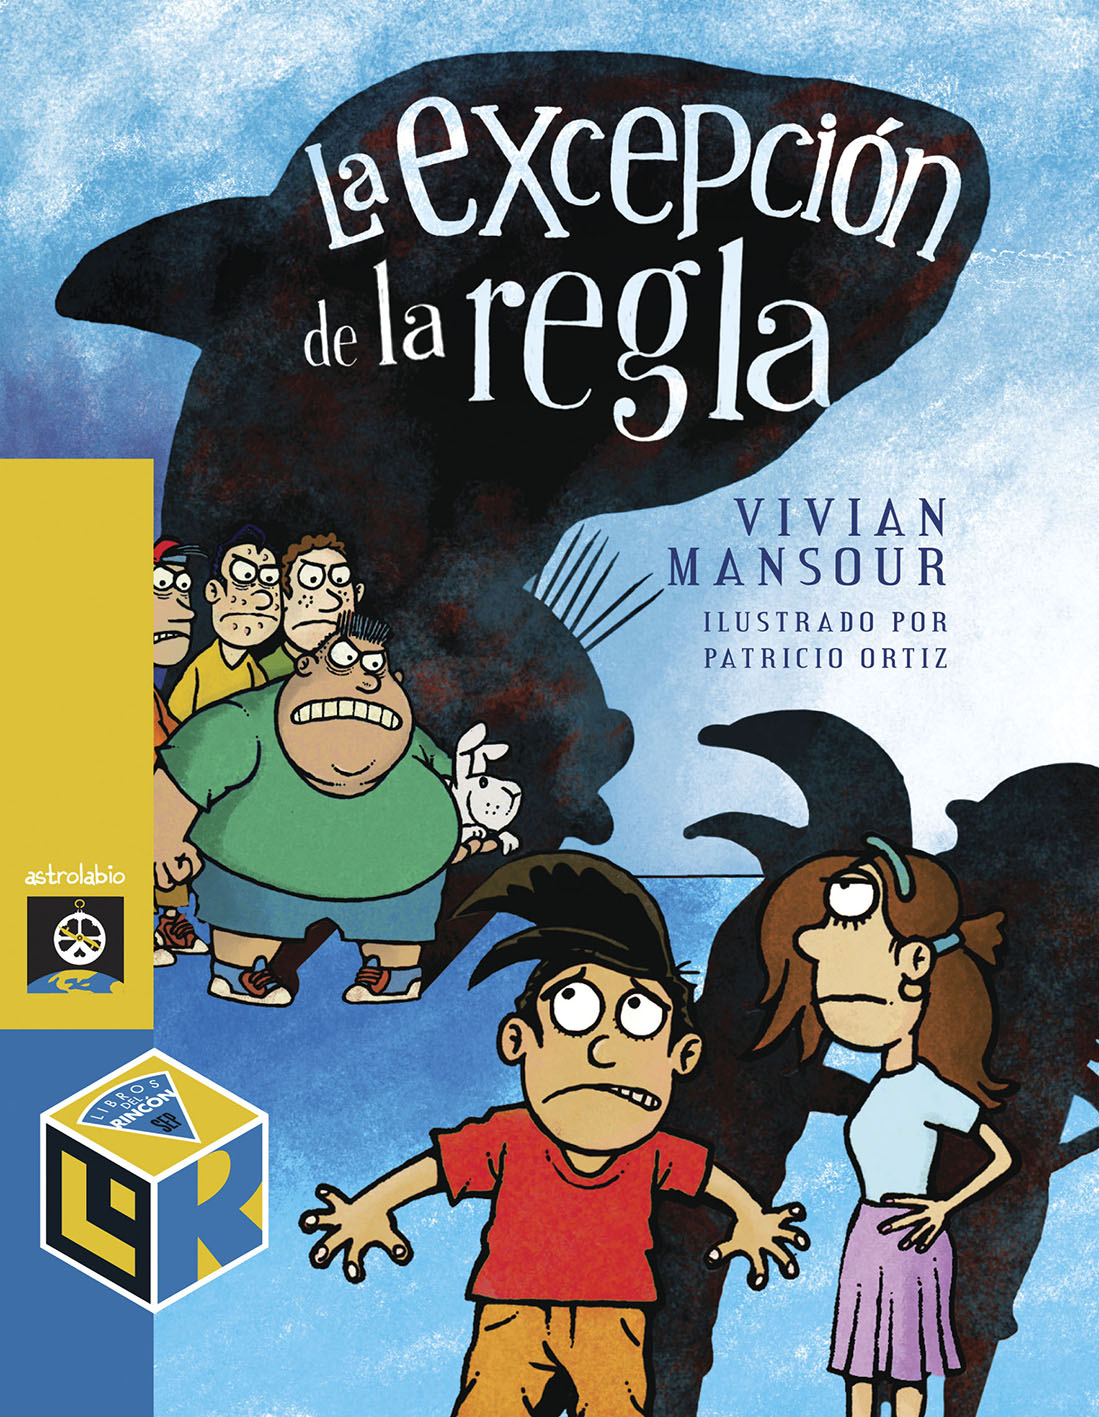 La excepción
de la regla
VIVIAN
MANSOUR
ILUSTRADO POR
PATRICIO ORTIZ
astrolabio
LIBROS
DEL
RINCÓN
SEP
L R